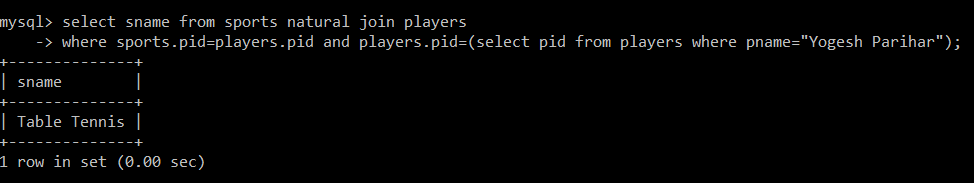 mysql> select sname from sports natural join players
    -> where sports.pid=players.pid and players.pid=(select pid from players where pname="Yogesh Parihar");
+--------------+
| sname        |
+--------------+
| Table Tennis |
+--------------+
1 row in set (0.00 sec)